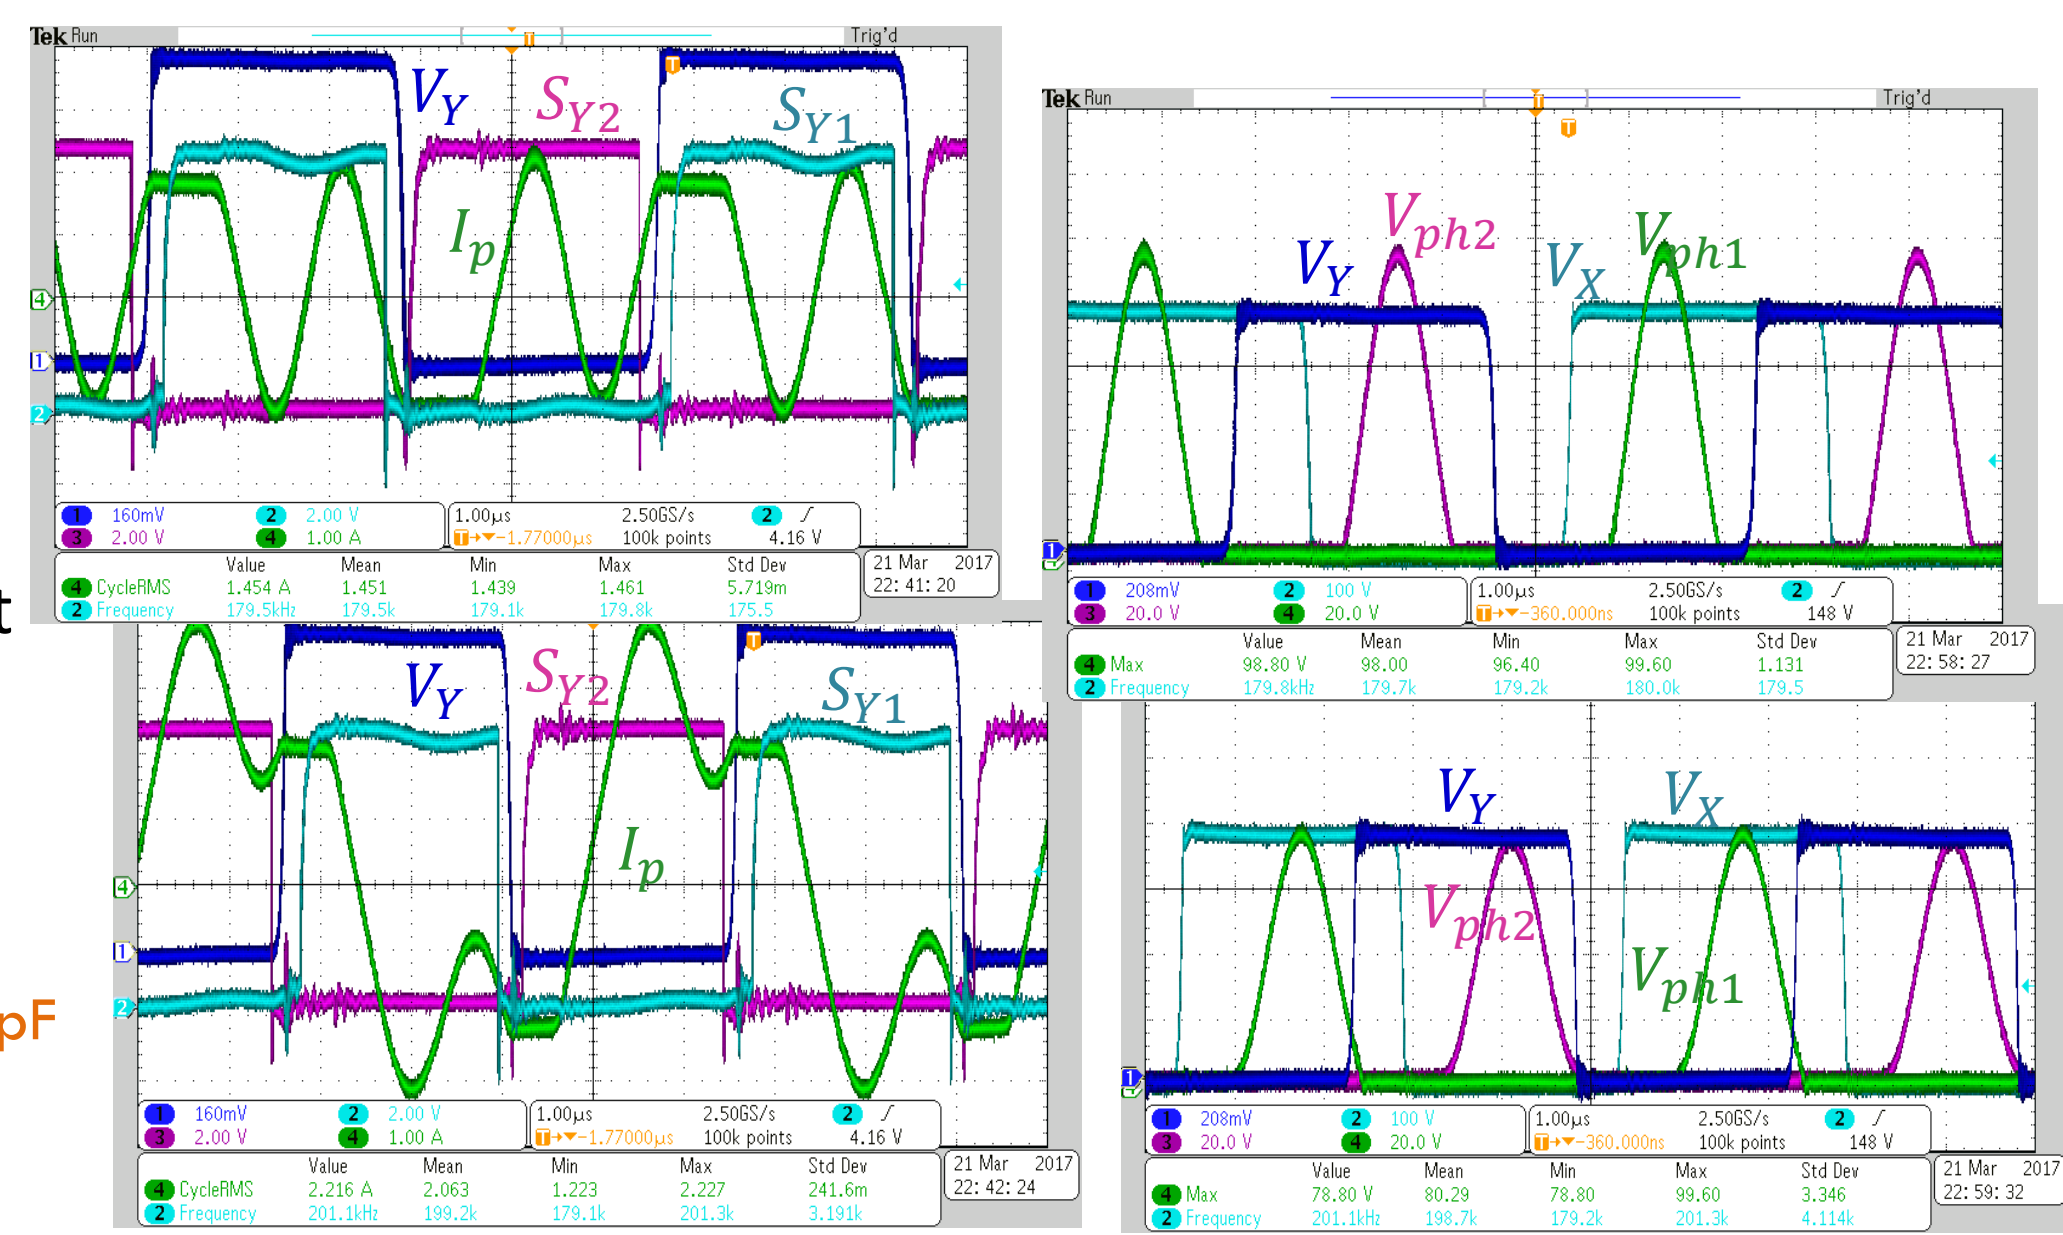 Tek Run Trig'd
T
T
V_Y S_Y2 S_Y1
I_p
4
1
2
1 160mV 2 2.00 V
3 2.00 V 4 1.00 A
1.00µs 2.50GS/s 2
T→▼-1.77000µs 100k points 4.16 V
Value Mean Min Max Std Dev
4 CycleRMS 1.454 A 1.451 1.439 1.461 5.719m
2 Frequency 179.5kHz 179.5k 179.1k 179.8k 175.5
21 Mar 2017
22:41:20
Tek Run Trig'd
T
T
V_Y V_ph2 V_X V_ph1
1
1 208mV 2 100 V
3 20.0 V 4 20.0 V
1.00µs 2.50GS/s 2
T→▼-360.000ns 100k points 148 V
Value Mean Min Max Std Dev
4 Max 98.80 V 98.00 96.40 99.60 1.131
2 Frequency 179.8kHz 179.7k 179.2k 180.0k 179.5
21 Mar 2017
22:58:27
t
pF
T
V_Y S_Y2 S_Y1
I_p
4
1
2
1 160mV 2 2.00 V
3 2.00 V 4 1.00 A
1.00µs 2.50GS/s 2
T→▼-1.77000µs 100k points 4.16 V
Value Mean Min Max Std Dev
4 CycleRMS 2.216 A 2.063 1.223 2.227 241.6m
2 Frequency 201.1kHz 199.2k 179.1k 201.3k 3.191k
21 Mar 2017
22:42:24
V_Y V_X
V_ph2 V_ph1
1
1 208mV 2 100 V
3 20.0 V 4 20.0 V
1.00µs 2.50GS/s 2
T→▼-360.000ns 100k points 148 V
Value Mean Min Max Std Dev
4 Max 78.80 V 80.29 78.80 99.60 3.346
2 Frequency 201.1kHz 198.7k 179.2k 201.3k 4.114k
21 Mar 2017
22:59:32